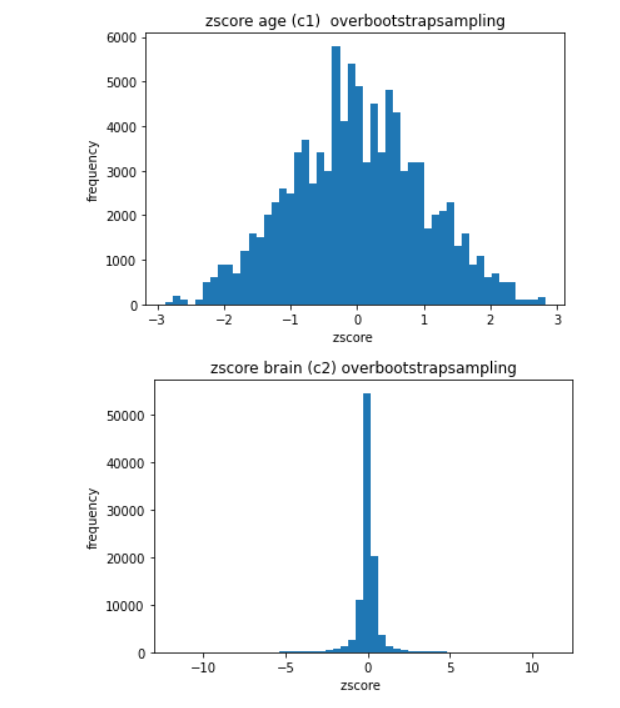 zscore age (c1)  overbootstrapsampling
6000
5000
4000
3000
2000
1000
0
frequency
−3 −2 −1 0 1 2 3
zscore
zscore brain (c2) overbootstrapsampling
50000
40000
30000
20000
10000
0
frequency
−10 −5 0 5 10
zscore